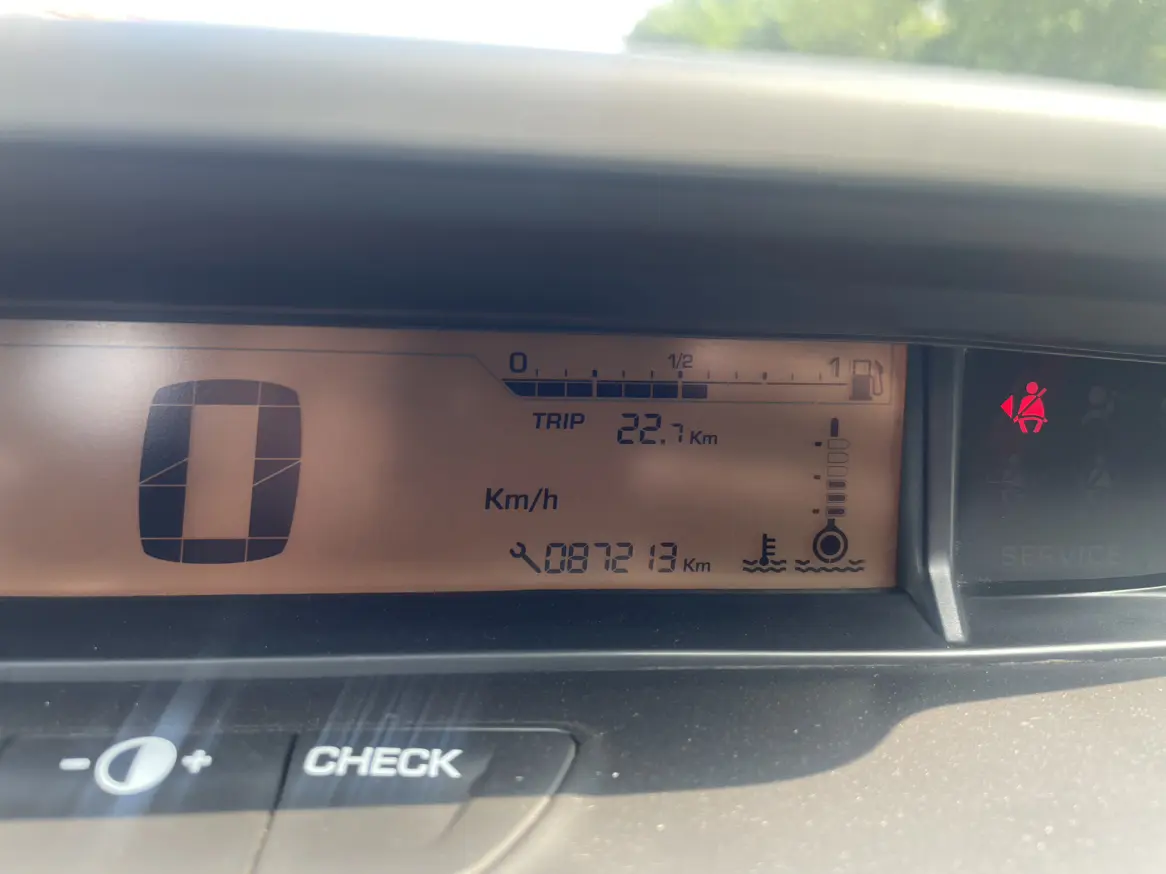 0 1/2 1
TRIP 22.7 Km
0
Km/h
087213 Km
SERVICE
- +
CHECK